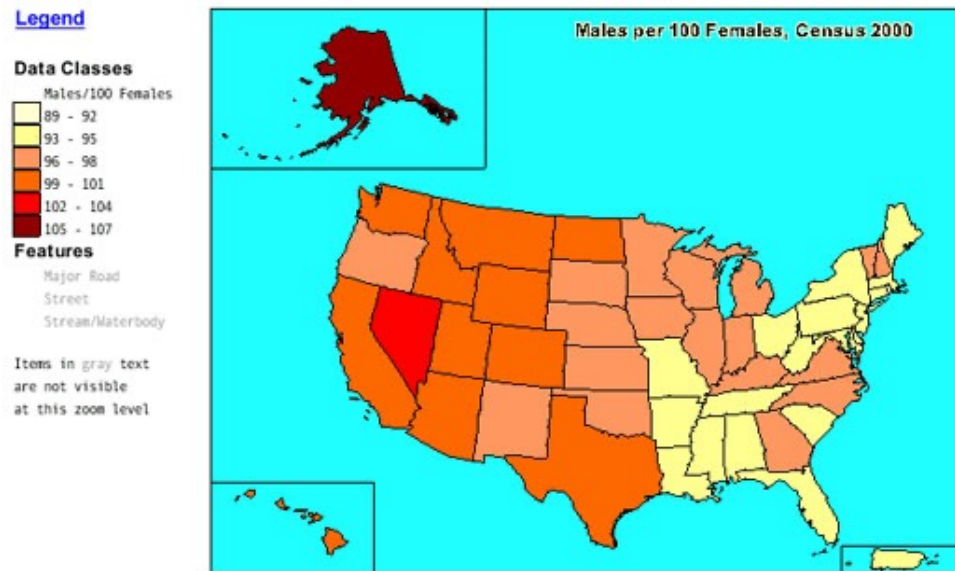 Legend
Males per 100 Females, Census 2000
Data Classes
Males/100 Females
89 - 92
93 - 95
96 - 98
99 - 101
102 - 104
105 - 107
Features
Major Road
Street
Stream/Waterbody
Items in gray text
are not visible
at this zoom level